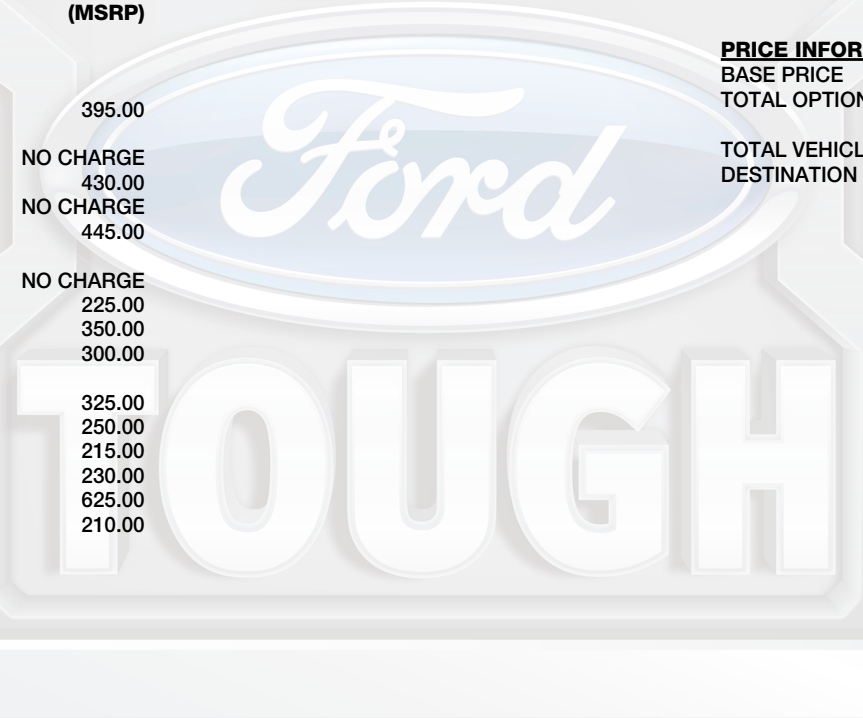 (MSRP)
395.00
NO CHARGE
430.00
NO CHARGE
445.00
NO CHARGE
225.00
350.00
300.00
325.00
250.00
215.00
230.00
625.00
210.00
PRICE INFOR
BASE PRICE
TOTAL OPTION
TOTAL VEHICL
DESTINATION
Ford
TOUGH